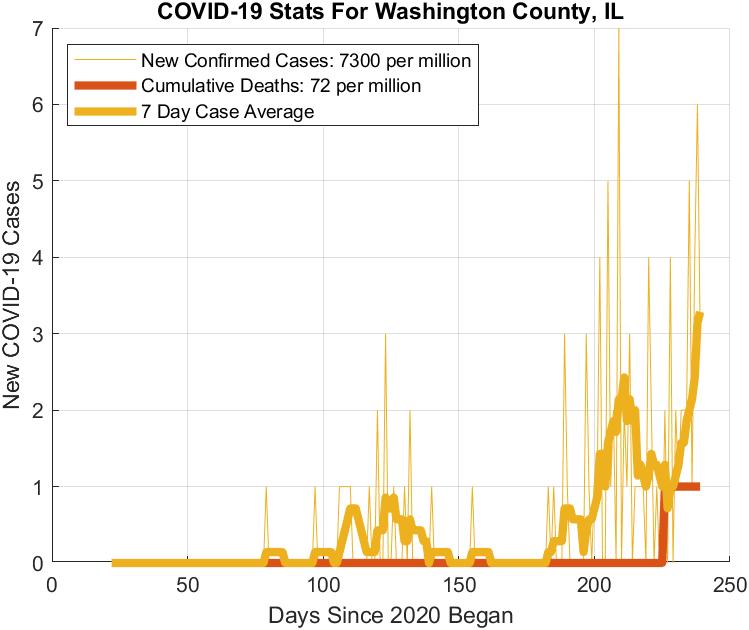 COVID-19 Stats For Washington County, IL
New Confirmed Cases: 7300 per million
Cumulative Deaths: 72 per million
7 Day Case Average
New COVID-19 Cases
7
6
5
4
3
2
1
0
0 50 100 150 200 250
Days Since 2020 Began